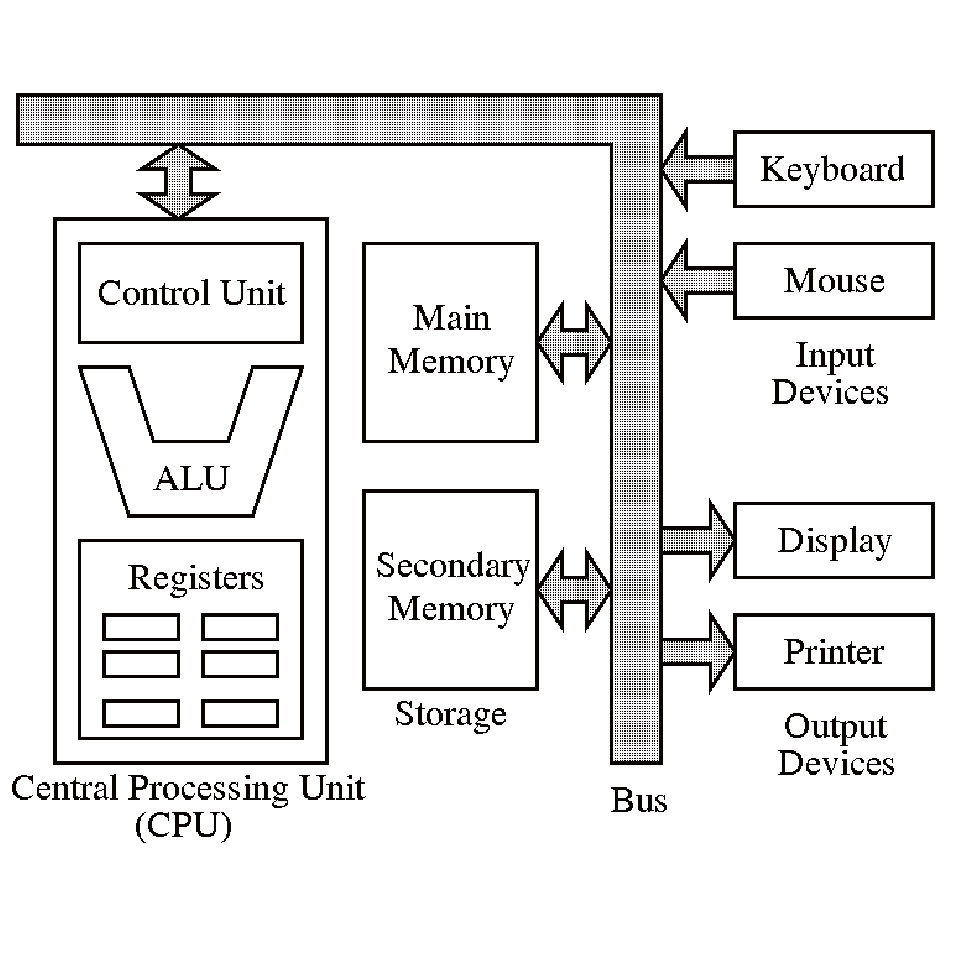 Control Unit
ALU
Registers
Central Processing Unit
(CPU)
Main
Memory
Secondary
Memory
Storage
Bus
Keyboard
Mouse
Input
Devices
Display
Printer
Output
Devices